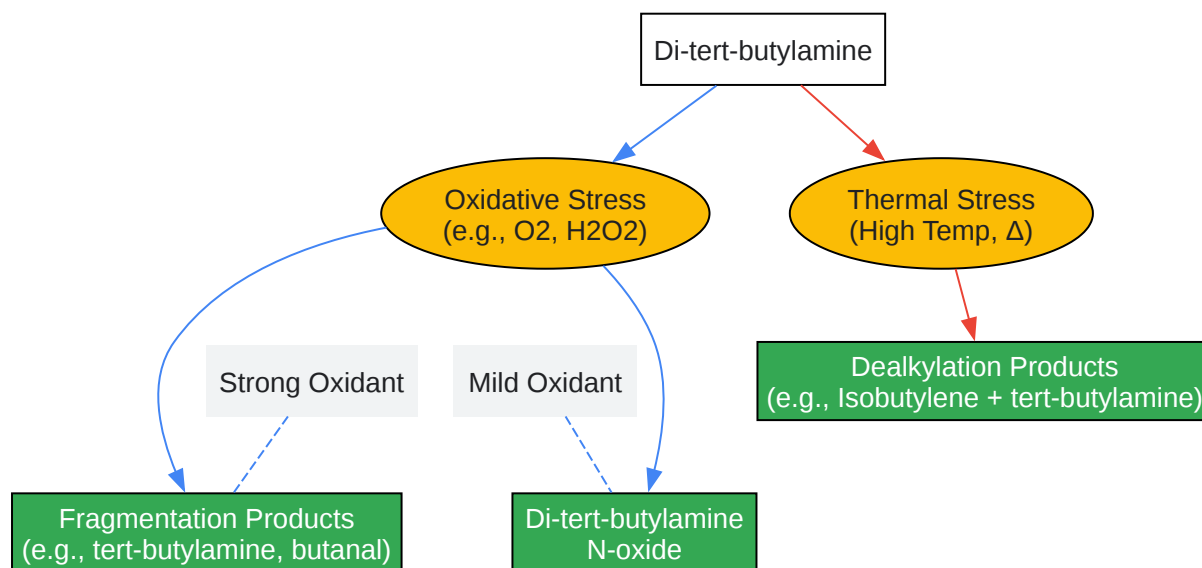 Di-tert-butylamine
Oxidative Stress
(e.g., O2, H2O2)
Thermal Stress
(High Temp, Δ)
Strong Oxidant
Mild Oxidant
Dealkylation Products
(e.g., Isobutylene + tert-butylamine)
Fragmentation Products
(e.g., tert-butylamine, butanal)
Di-tert-butylamine
N-oxide